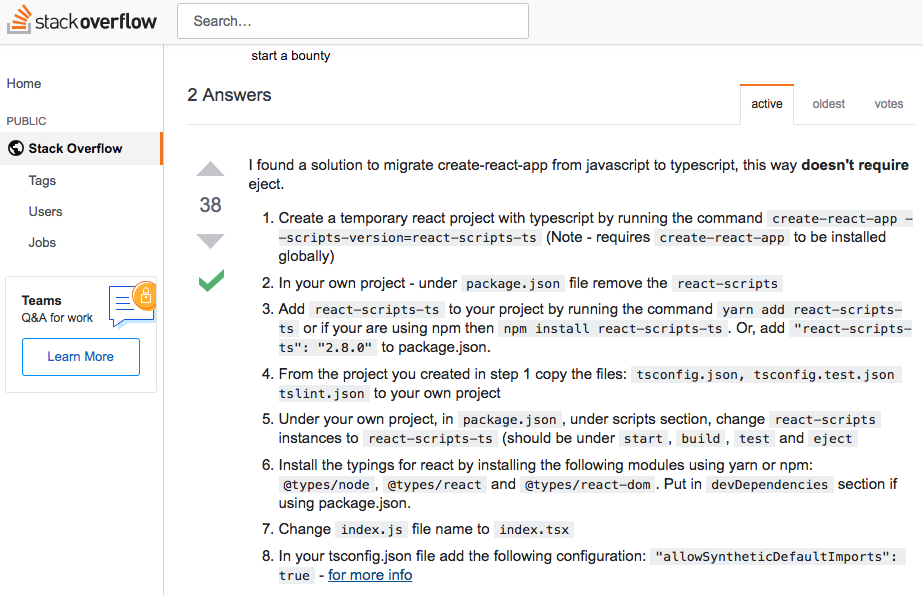 stackoverflow
Search…
start a bounty
Home
PUBLIC
Stack Overflow
Tags
Users
Jobs
Teams
Q&A for work
Learn More
2 Answers
active oldest votes
38
I found a solution to migrate create-react-app from javascript to typescript, this way doesn't require
eject.
1. Create a temporary react project with typescript by running the command create-react-app -
-scripts-version=react-scripts-ts (Note - requires create-react-app to be installed
globally)
2. In your own project - under package.json file remove the react-scripts
3. Add react-scripts-ts to your project by running the command yarn add react-scripts-
ts or if your are using npm then npm install react-scripts-ts . Or, add "react-scripts-
ts": "2.8.0" to package.json.
4. From the project you created in step 1 copy the files: tsconfig.json, tsconfig.test.json
tslint.json to your own project
5. Under your own project, in package.json , under scripts section, change react-scripts
instances to react-scripts-ts (should be under start , build , test and eject
6. Install the typings for react by installing the following modules using yarn or npm:
@types/node , @types/react and @types/react-dom . Put in devDependencies section if
using package.json.
7. Change index.js file name to index.tsx
8. In your tsconfig.json file add the following configuration: "allowSyntheticDefaultImports":
true - for more info